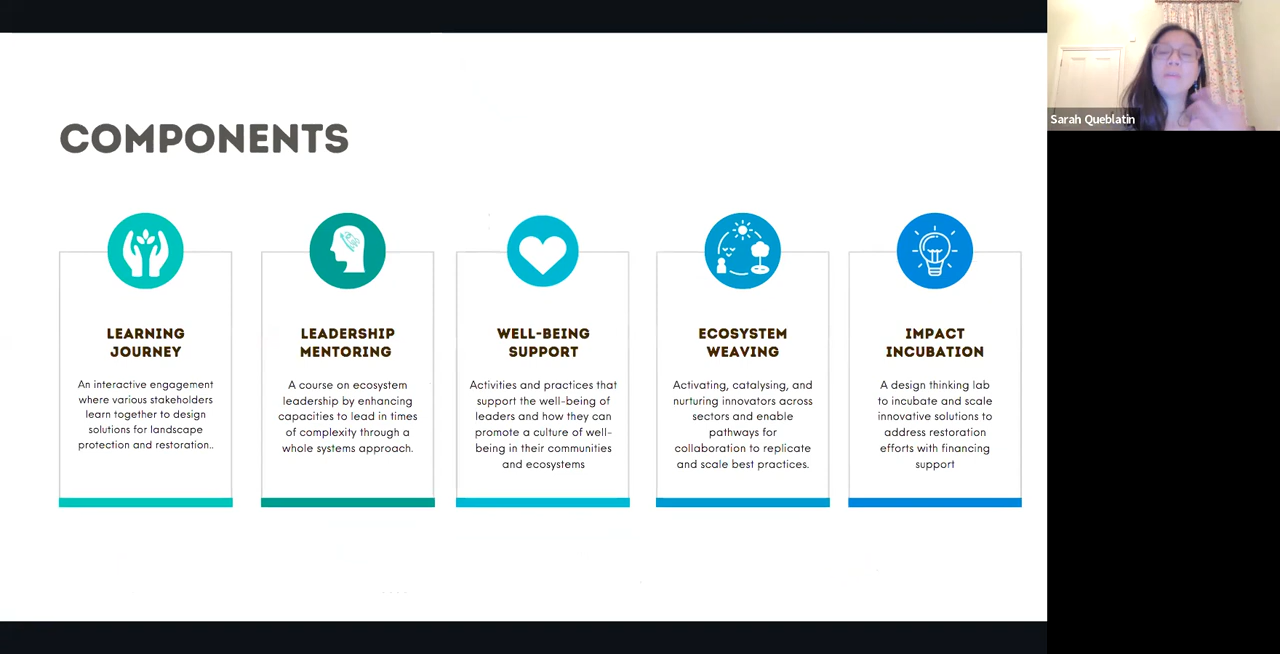 COMPONENTS
LEARNING
JOURNEY
An interactive engagement
where various stakeholders
learn together to design
solutions for landscape
protection and restoration..
LEADERSHIP
MENTORING
A course on ecosystem
leadership by enhancing
capacities to lead in times
of complexity through a
whole systems approach.
WELL-BEING
SUPPORT
Activities and practices that
support the well-being of
leaders and how they can
promote a culture of well-
being in their communities
and ecosystems
ECOSYSTEM
WEAVING
Activating, catalysing, and
nurturing innovators across
sectors and enable
pathways for
collaboration to replicate
and scale best practices.
IMPACT
INCUBATION
A design thinking lab
to incubate and scale
innovative solutions to
address restoration
efforts with financing
support
Sarah Queblatin